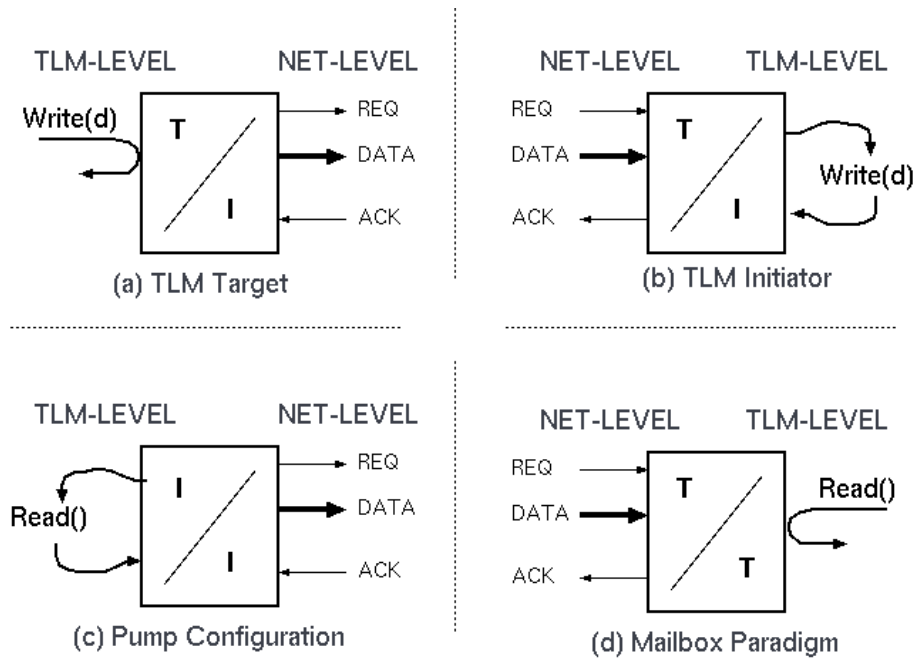 TLM-LEVEL NET-LEVEL
Write(d)
T
I
REQ
DATA
ACK
(a) TLM Target
NET-LEVEL TLM-LEVEL
REQ
DATA
ACK
T
I
Write(d)
(b) TLM Initiator
TLM-LEVEL NET-LEVEL
Read()
I
I
REQ
DATA
ACK
(c) Pump Configuration
NET-LEVEL TLM-LEVEL
REQ
DATA
ACK
T
T
Read()
(d) Mailbox Paradigm